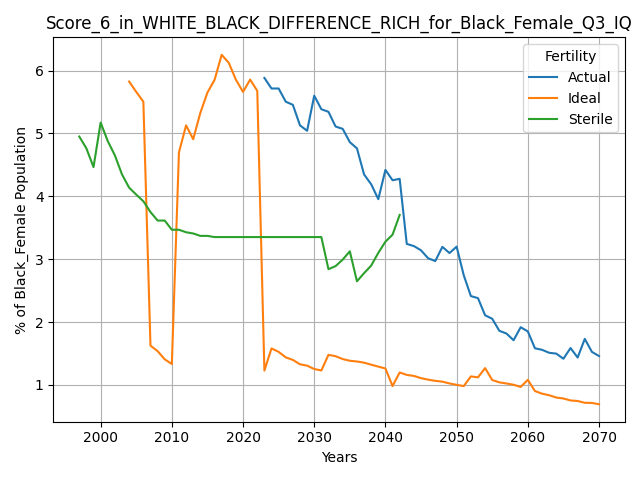 Score_6_in_WHITE_BLACK_DIFFERENCE_RICH_for_Black_Female_Q3_IQ
Fertility
Actual
Ideal
Sterile
% of Black_Female Population
6
5
4
3
2
1
2000 2010 2020 2030 2040 2050 2060 2070
Years